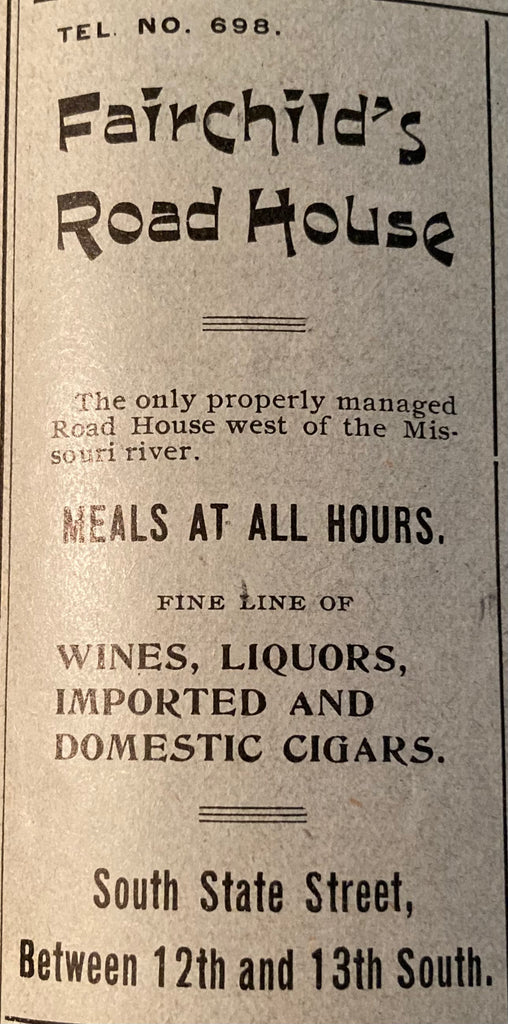 TEL. NO. 698.
Fairchild's
Road House
The only properly managed
Road House west of the Mis-
souri river.
MEALS AT ALL HOURS.
FINE LINE OF
WINES, LIQUORS,
IMPORTED AND
DOMESTIC CIGARS.
South State Street,
Between 12th and 13th South.